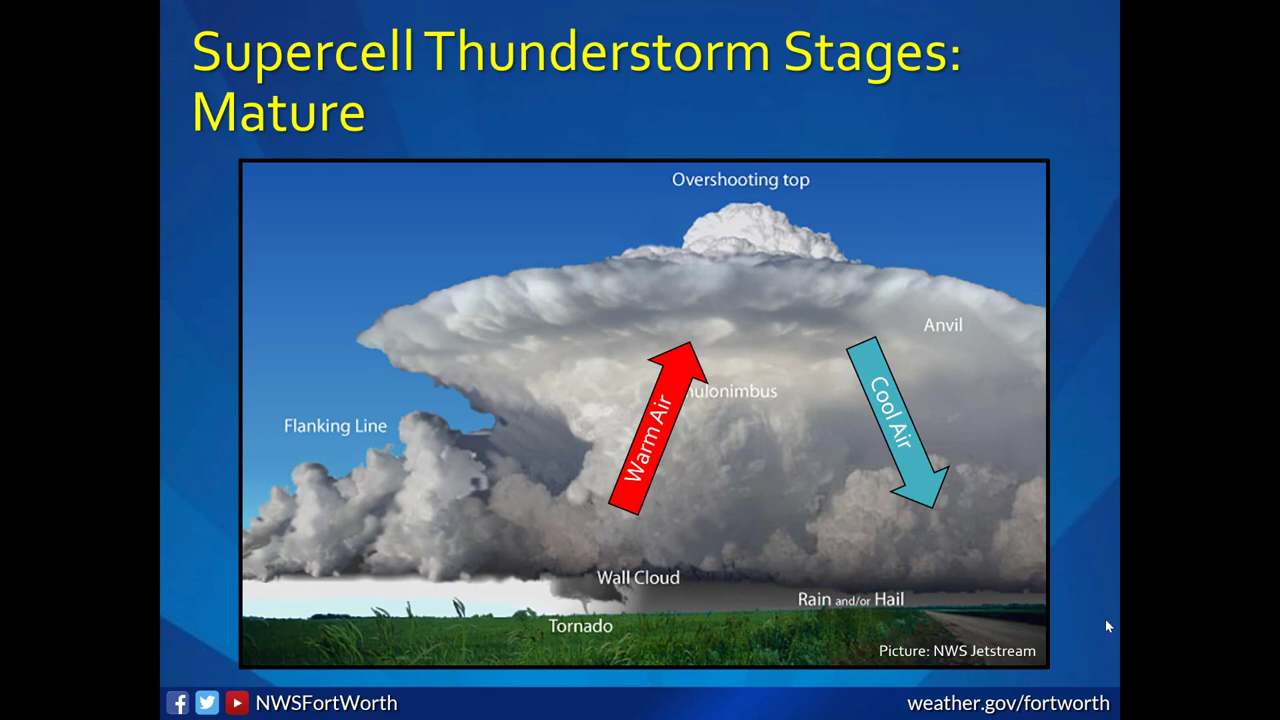 Supercell Thunderstorm Stages:
Mature
Overshooting top
Anvil
nulonimbus
Flanking Line
Warm Air
Cool Air
Wall Cloud
Rain and/or Hail
Tornado
Picture: NWS Jetstream
NWSFortWorth
weather.gov/fortworth